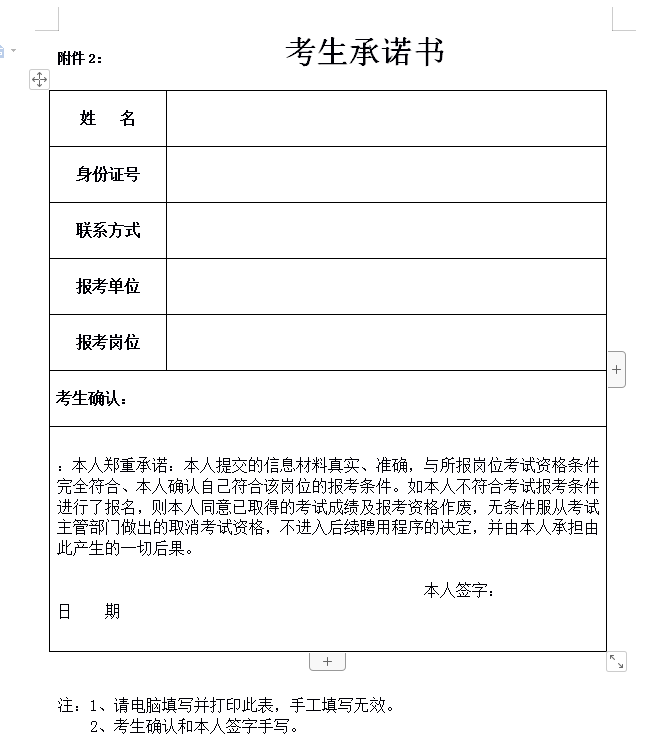 附件2：
考生承诺书
姓 名
身份证号
联系方式
报考单位
报考岗位
考生确认：
：本人郑重承诺：本人提交的信息材料真实、准确，与所报岗位考试资格条件
完全符合、本人确认自己符合该岗位的报考条件。如本人不符合考试报考条件
进行了报名，则本人同意已取得的考试成绩及报考资格作废，无条件服从考试
主管部门做出的取消考试资格，不进入后续聘用程序的决定，并由本人承担由
此产生的一切后果。
本人签字：
日 期
注：1、请电脑填写并打印此表，手工填写无效。
2、考生确认和本人签字手写。